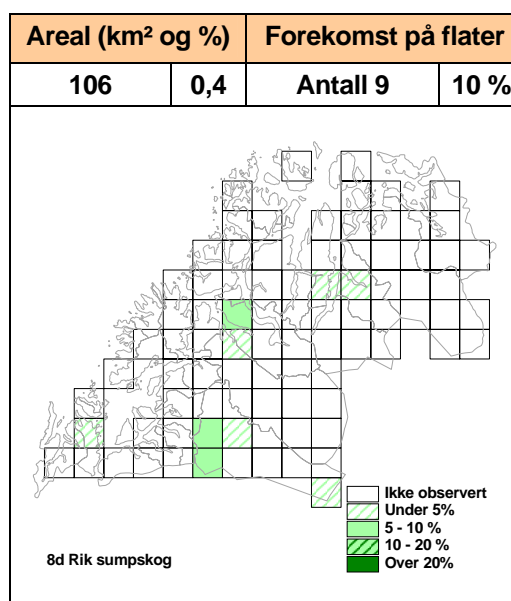 Areal (km² og %) Forekomst på flater
106 0,4 Antall 9 10 %
Ikke observert
Under 5%
5 - 10 %
10 - 20 %
Over 20%
8d Rik sumpskog